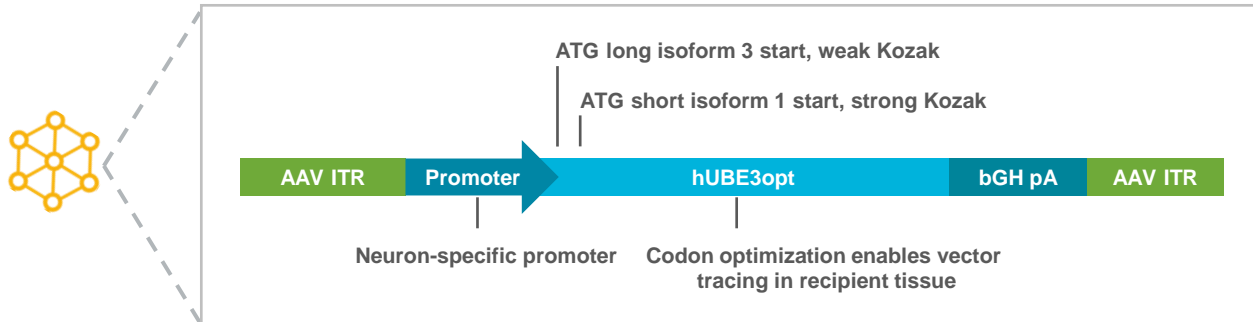 ATG long isoform 3 start, weak Kozak
ATG short isoform 1 start, strong Kozak
AAV ITR
Promoter
hUBE3opt
bGH pA
AAV ITR
Neuron-specific promoter
Codon optimization enables vector
tracing in recipient tissue